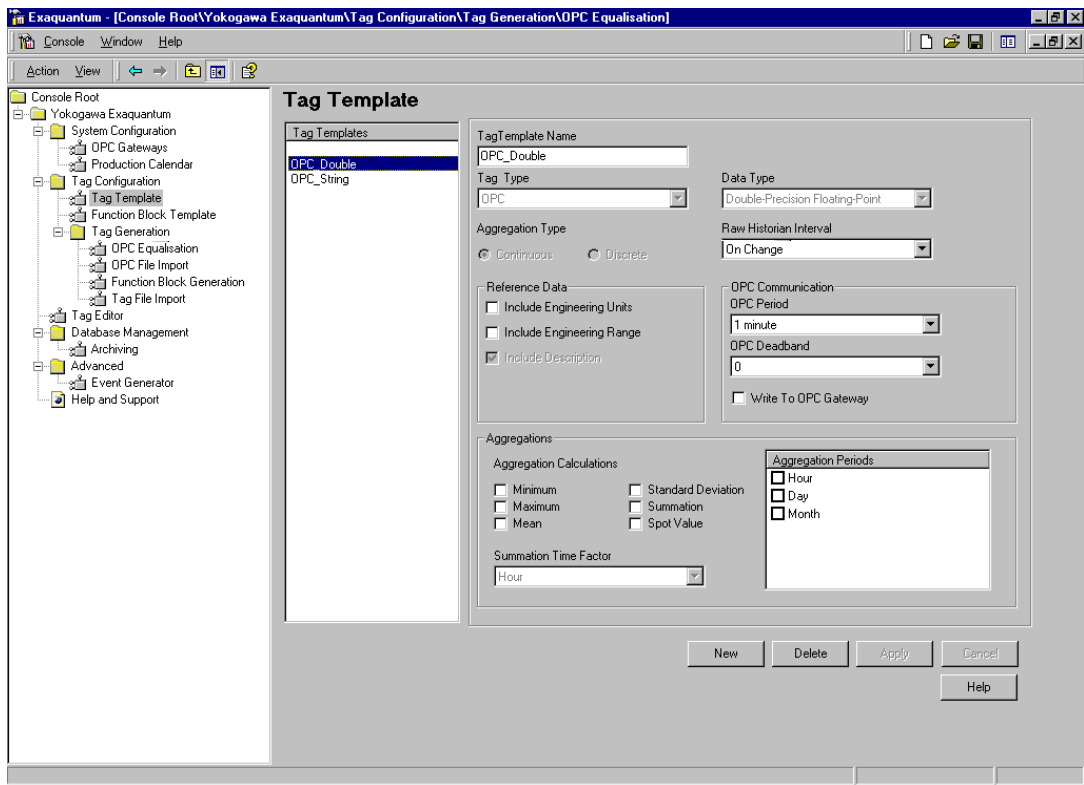 Exaquantum - [Console Root\Yokogawa Exaquantum\Tag Configuration\Tag Generation\OPC Equalisation]
Console Window Help
Action View
Console Root
Yokogawa Exaquantum
System Configuration
OPC Gateways
Production Calendar
Tag Configuration
Tag Template
Function Block Template
Tag Generation
OPC Equalisation
OPC File Import
Function Block Generation
Tag File Import
Tag Editor
Database Management
Archiving
Advanced
Event Generator
Help and Support
Tag Template
Tag Templates
OPC_Double
OPC_String
TagTemplate Name
OPC_Double
Tag Type
OPC
Data Type
Double-Precision Floating-Point
Aggregation Type
Continuous Discrete
Raw Historian Interval
On Change
Reference Data
Include Engineering Units
Include Engineering Range
Include Description
OPC Communication
OPC Period
1 minute
OPC Deadband
0
Write To OPC Gateway
Aggregations
Aggregation Calculations
Minimum Standard Deviation
Maximum Summation
Mean Spot Value
Summation Time Factor
Hour
Aggregation Periods
Hour
Day
Month
New Delete Apply Cancel
Help